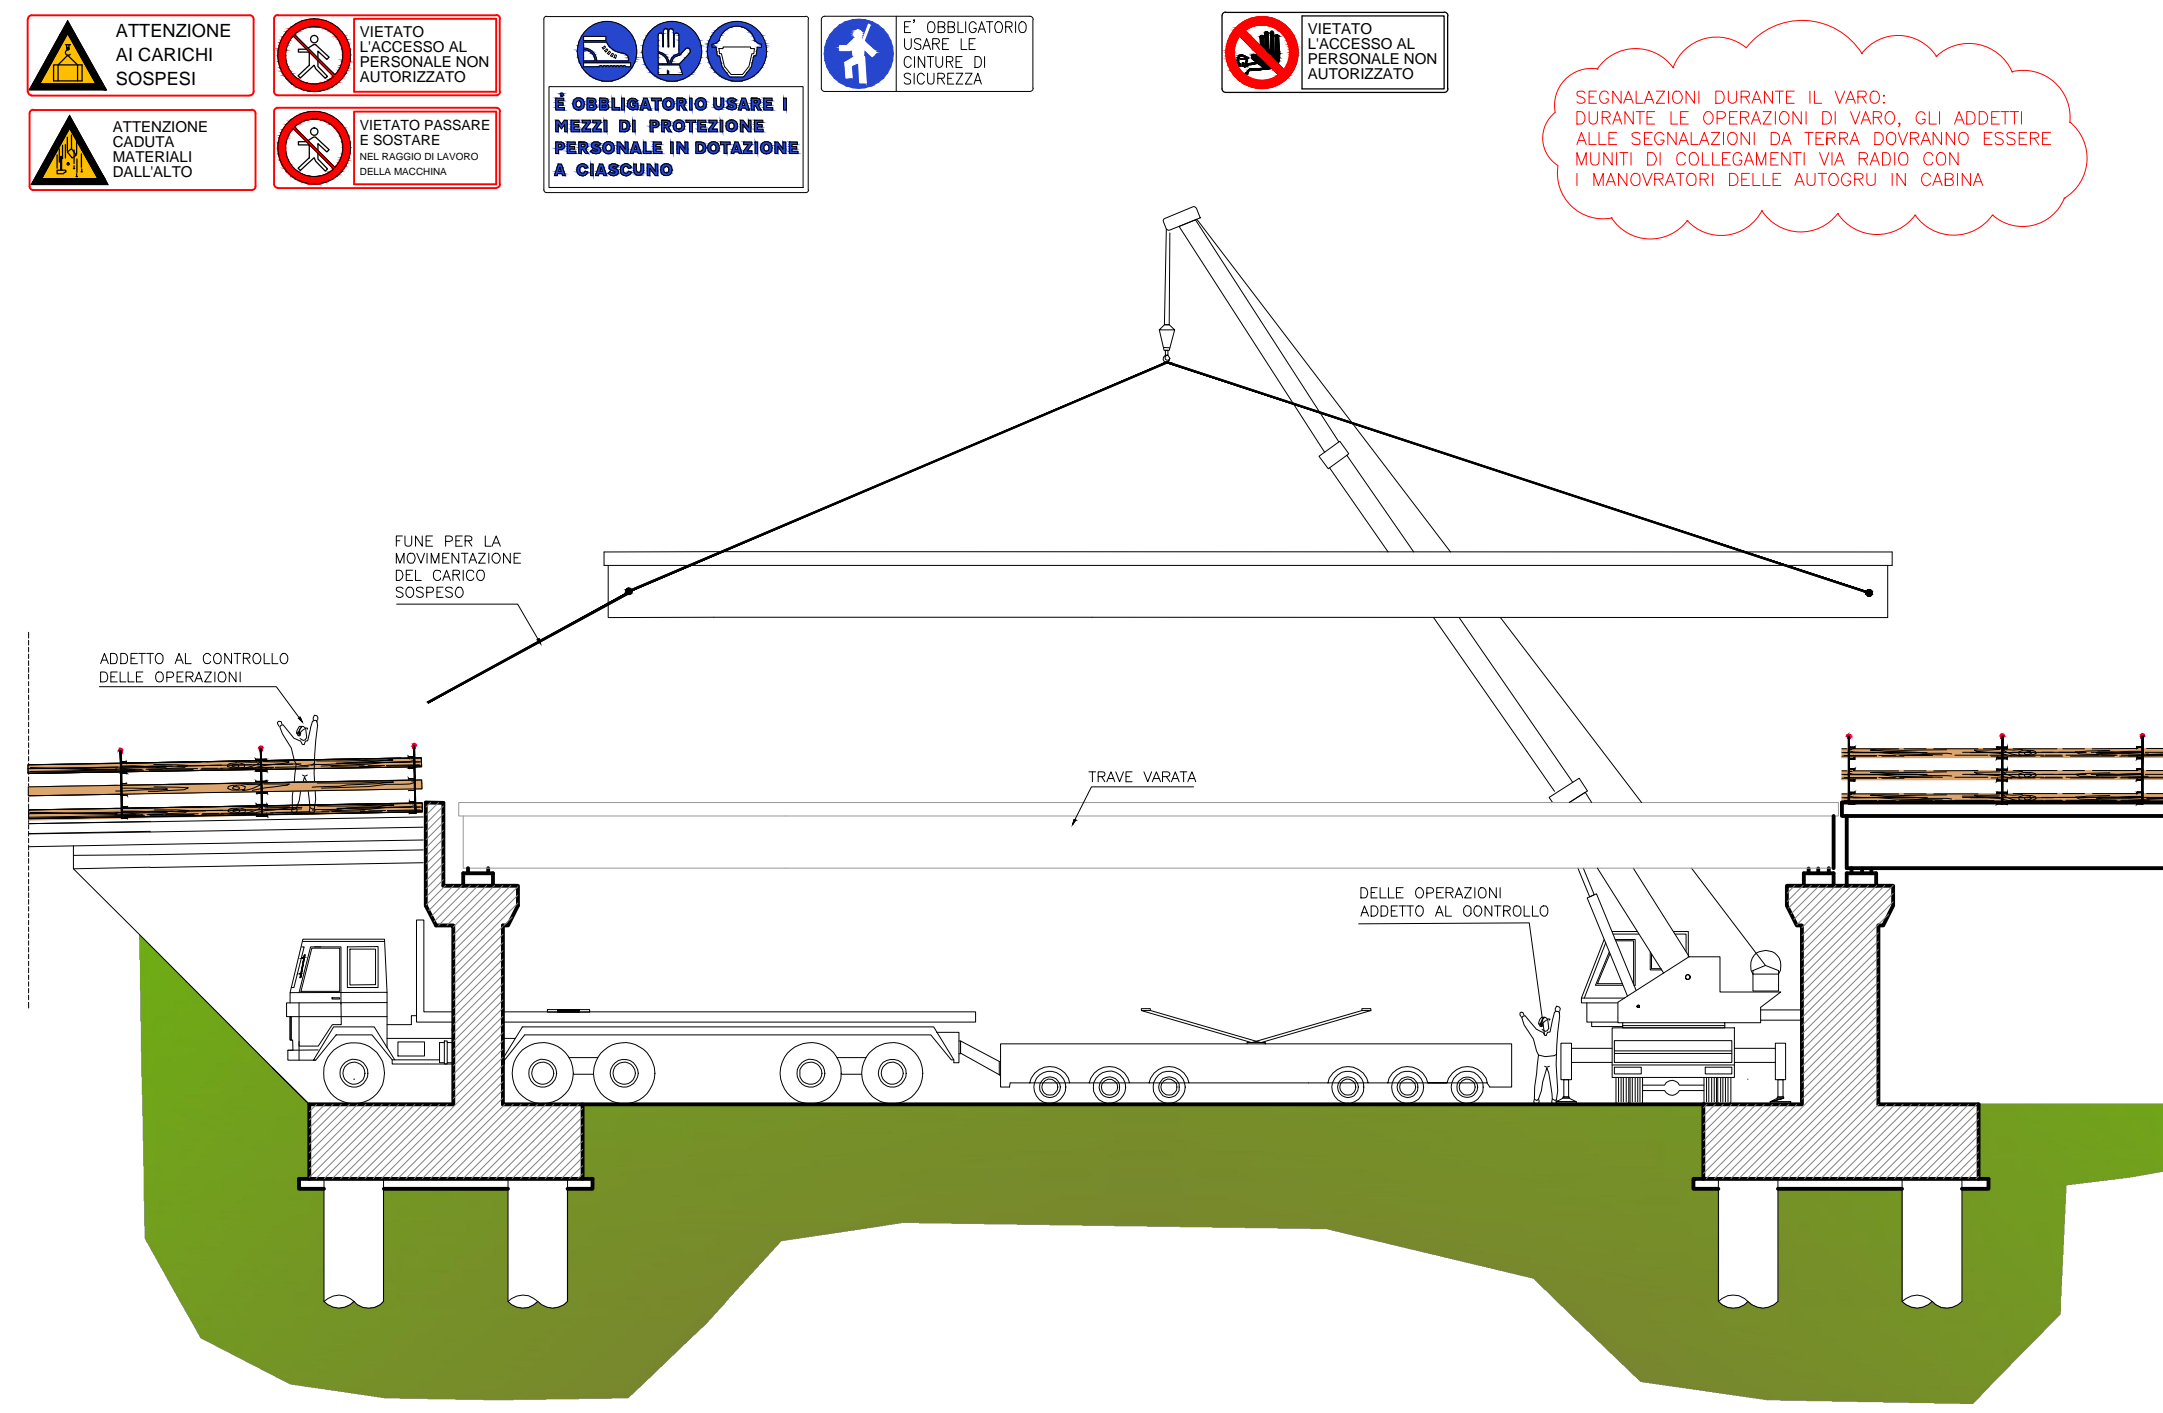 ATTENZIONE
AI CARICHI
SOSPESI
VIETATO
L'ACCESSO AL
PERSONALE NON
AUTORIZZATO
ATTENZIONE
CADUTA
MATERIALI
DALL'ALTO
VIETATO PASSARE
E SOSTARE
NEL RAGGIO DI LAVORO
DELLA MACCHINA
È OBBLIGATORIO USARE I
MEZZI DI PROTEZIONE
PERSONALE IN DOTAZIONE
A CIASCUNO
E' OBBLIGATORIO
USARE LE
CINTURE DI
SICUREZZA
VIETATO
L'ACCESSO AL
PERSONALE NON
AUTORIZZATO
SEGNALAZIONI DURANTE IL VARO:
DURANTE LE OPERAZIONI DI VARO, GLI ADDETTI
ALLE SEGNALAZIONI DA TERRA DOVRANNO ESSERE
MUNITI DI COLLEGAMENTI VIA RADIO CON
I MANOVRATORI DELLE AUTOGRU IN CABINA
FUNE PER LA
MOVIMENTAZIONE
DEL CARICO
SOSPESO
ADDETTO AL CONTROLLO
DELLE OPERAZIONI
TRAVE VARATA
DELLE OPERAZIONI
ADDETTO AL OONTROLLO